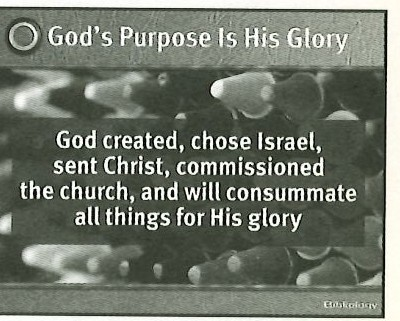 God's Purpose Is His Glory
God created, chose Israel,
sent Christ, commissioned
the church, and will consummate
all things for His glory